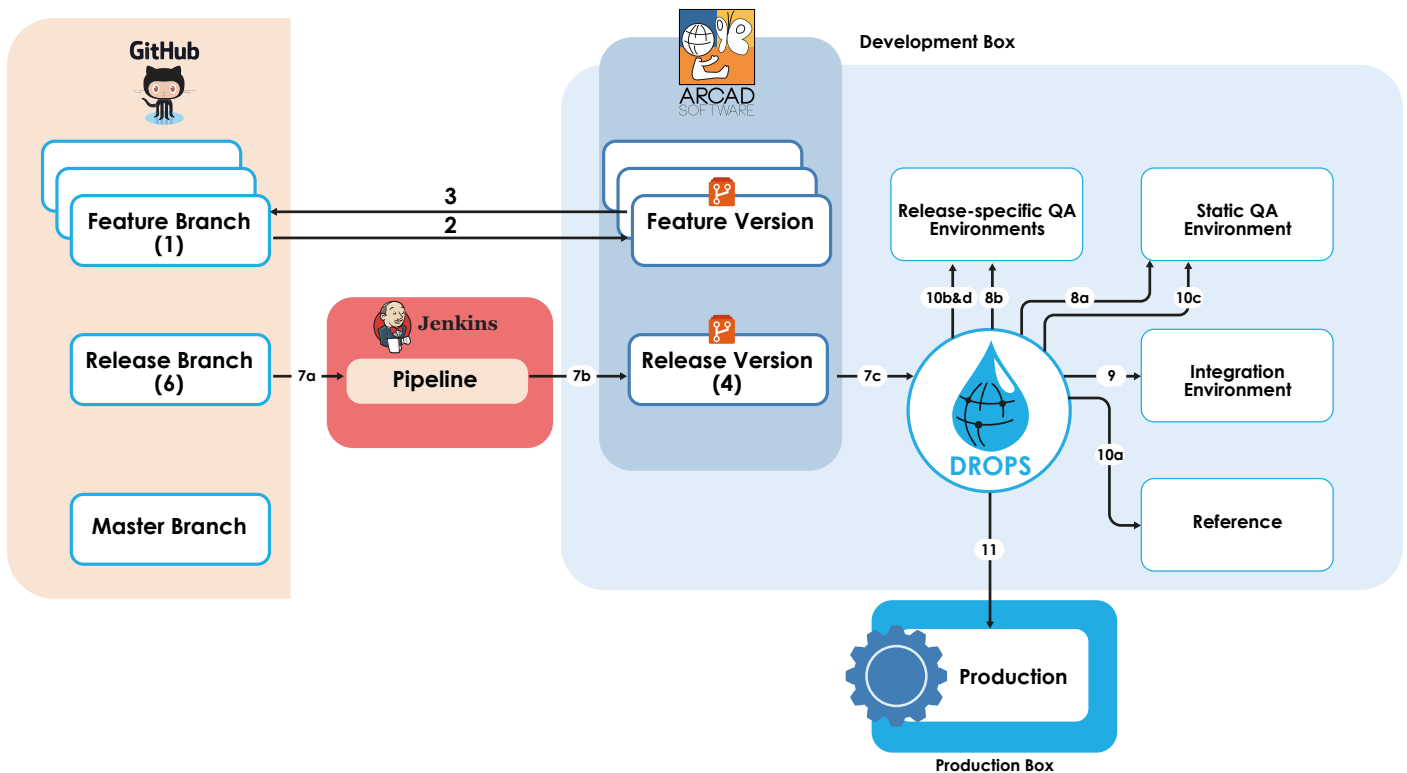 GitHub
ARCAD
SOFTWARE
Development Box
Feature Branch
(1)
3
2
Feature Version
Release-specific QA
Environments
Static QA
Environment
10b&d
8b
8a
10c
Jenkins
Release Branch
(6)
7a
Pipeline
7b
Release Version
(4)
7c
DROPS
9
Integration
Environment
10a
Master Branch
Reference
11
Production
Production Box